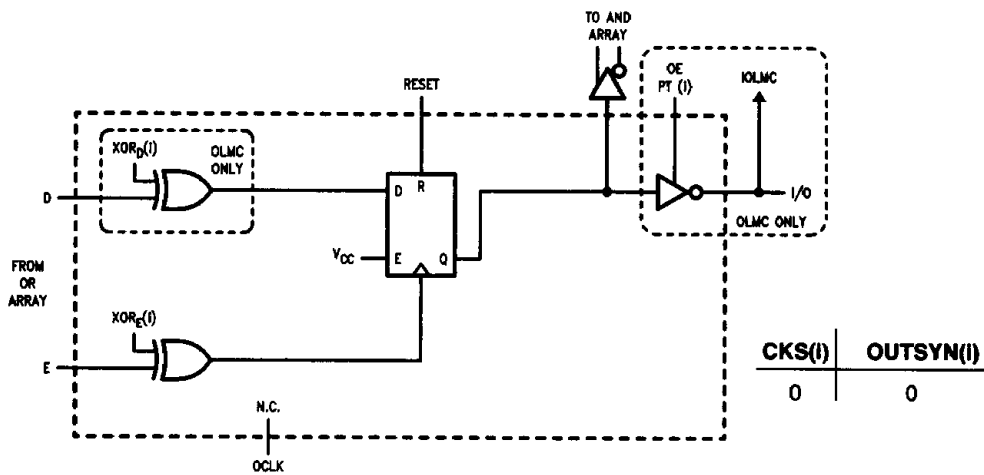 TO AND
ARRAY
OE
PT (i)
IOLMC
RESET
XOR_D(i)
OLMC
ONLY
D
D
R
I/O
OLMC ONLY
V_CC
E
Q
FROM
OR
ARRAY
XOR_E(i)
E
CKS(i) OUTSYN(i)
0 0
N.C.
OCLK